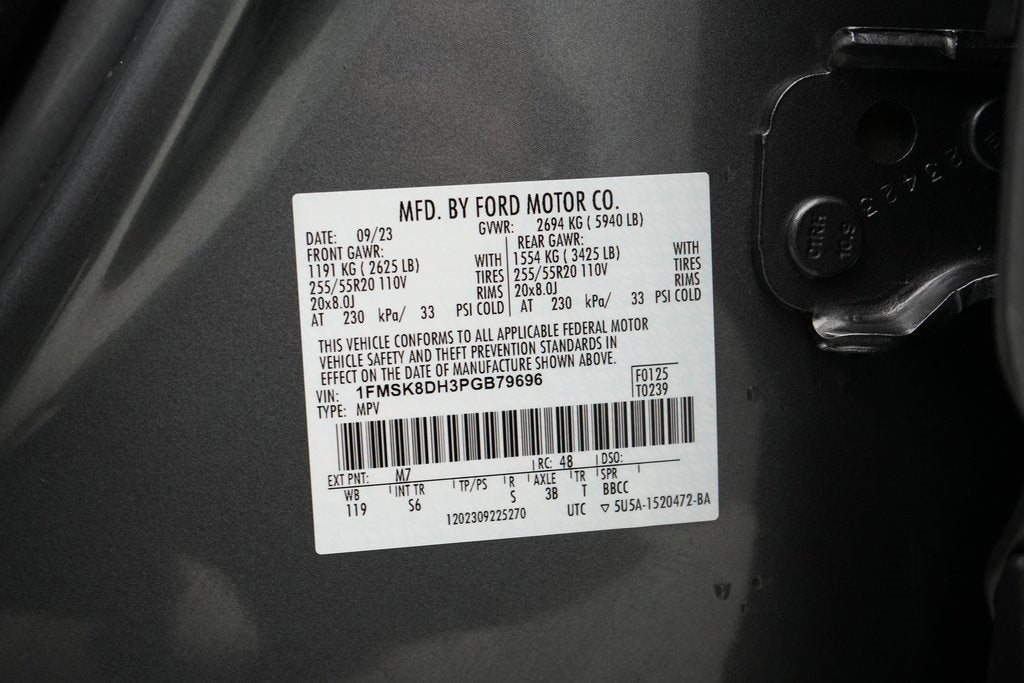 MFD. BY FORD MOTOR CO.
DATE: 09/23 GVWR: 2694 KG ( 5940 LB)
FRONT GAWR: REAR GAWR:
1191 KG ( 2625 LB) WITH 1554 KG ( 3425 LB) WITH
255/55R20 110V TIRES 255/55R20 110V TIRES
20x8.0J RIMS 20x8.0J RIMS
AT 230 kPa/ 33 PSI COLD AT 230 kPa/ 33 PSI COLD
THIS VEHICLE CONFORMS TO ALL APPLICABLE FEDERAL MOTOR
VEHICLE SAFETY AND THEFT PREVENTION STANDARDS IN
EFFECT ON THE DATE OF MANUFACTURE SHOWN ABOVE.
VIN: 1FMSK8DH3PGB79696 F0125
TYPE: MPV T0239
EXT PNT: M7 RC: 48 DSO:
WB INT TR TP/PS R AXLE TR SPR
119 S6 S 3B T BBCC
1202309225270 UTC ▽ 5U5A-1520472-BA
10.9